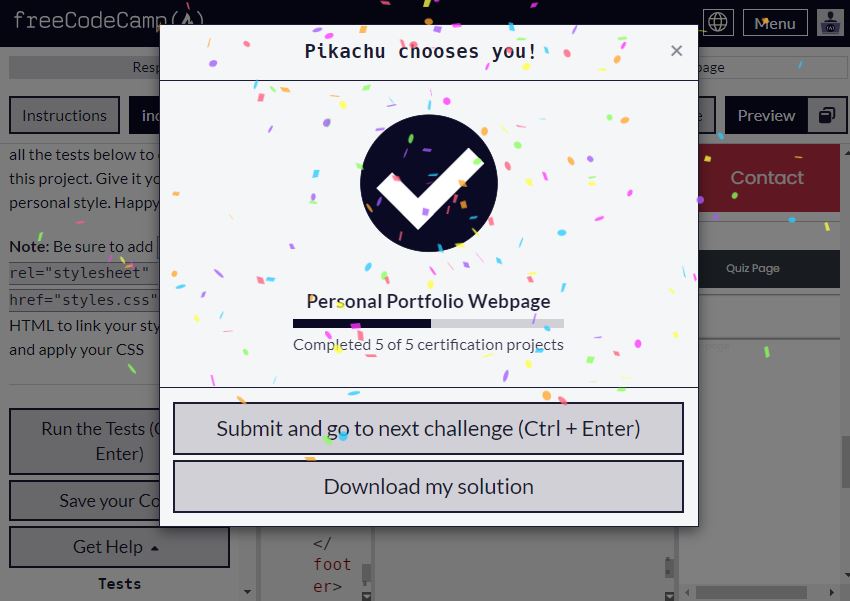 freeCodeCamp(🔥)
Menu
Pikachu chooses you!
×
Resp
page
Instructions
ind
e
Preview
all the tests below to
this project. Give it yo
personal style. Happy
Contact
Note: Be sure to add
rel="stylesheet"
Quiz Page
href="styles.css"
HTML to link your sty
and apply your CSS
Personal Portfolio Webpage
Completed 5 of 5 certification projects
Run the Tests (C
Enter)
Submit and go to next challenge (Ctrl + Enter)
Save your Co
Download my solution
Get Help
</
foot
er>
Tests